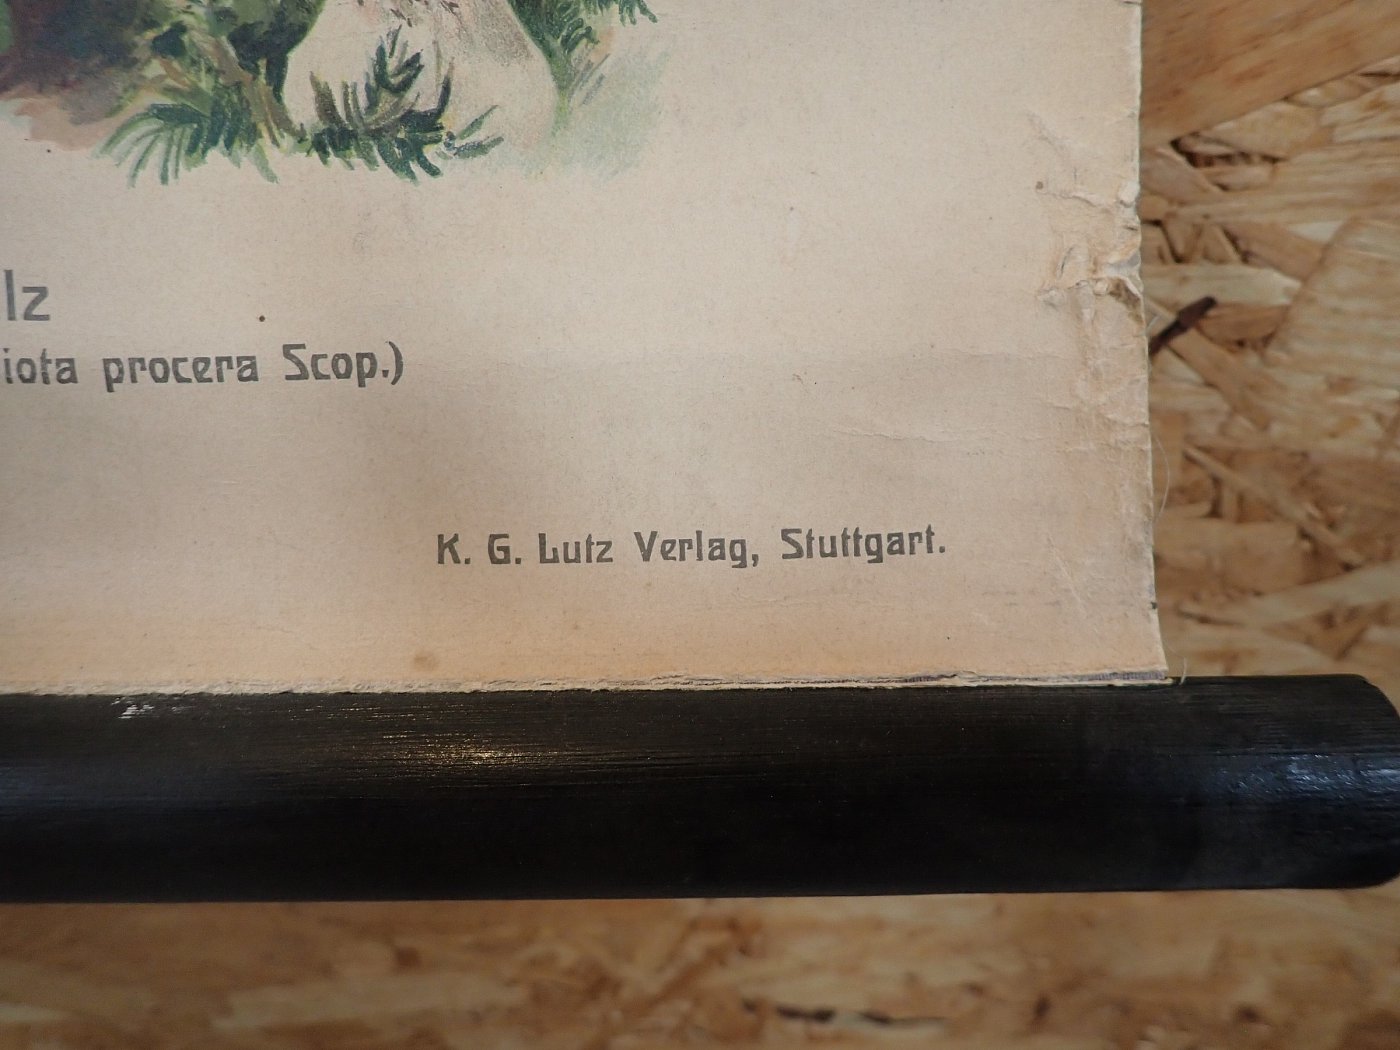 lz
iota procera Scop.)
K. G. Lutz Verlag, Stuttgart.